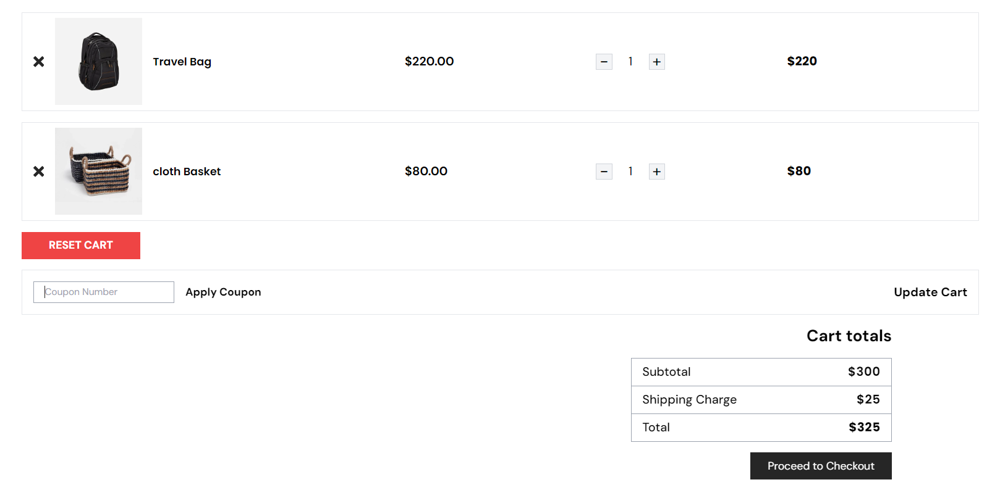 Travel Bag $220.00 − 1 + $220
cloth Basket $80.00 − 1 + $80
RESET CART
Coupon Number Apply Coupon Update Cart
Cart totals
Subtotal $300
Shipping Charge $25
Total $325
Proceed to Checkout